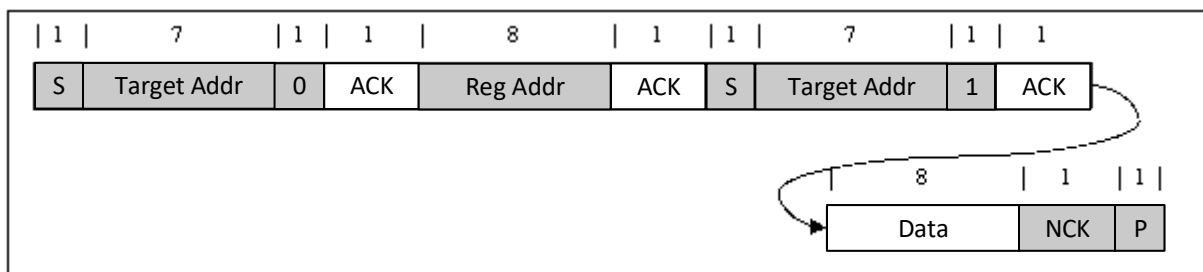 | 1 | 7 | 1 | 1 | 8 | 1 | 1 | 7 | 1 | 1
S Target Addr 0 ACK Reg Addr ACK S Target Addr 1 ACK
| 8 | 1 | 1 |
Data NCK P